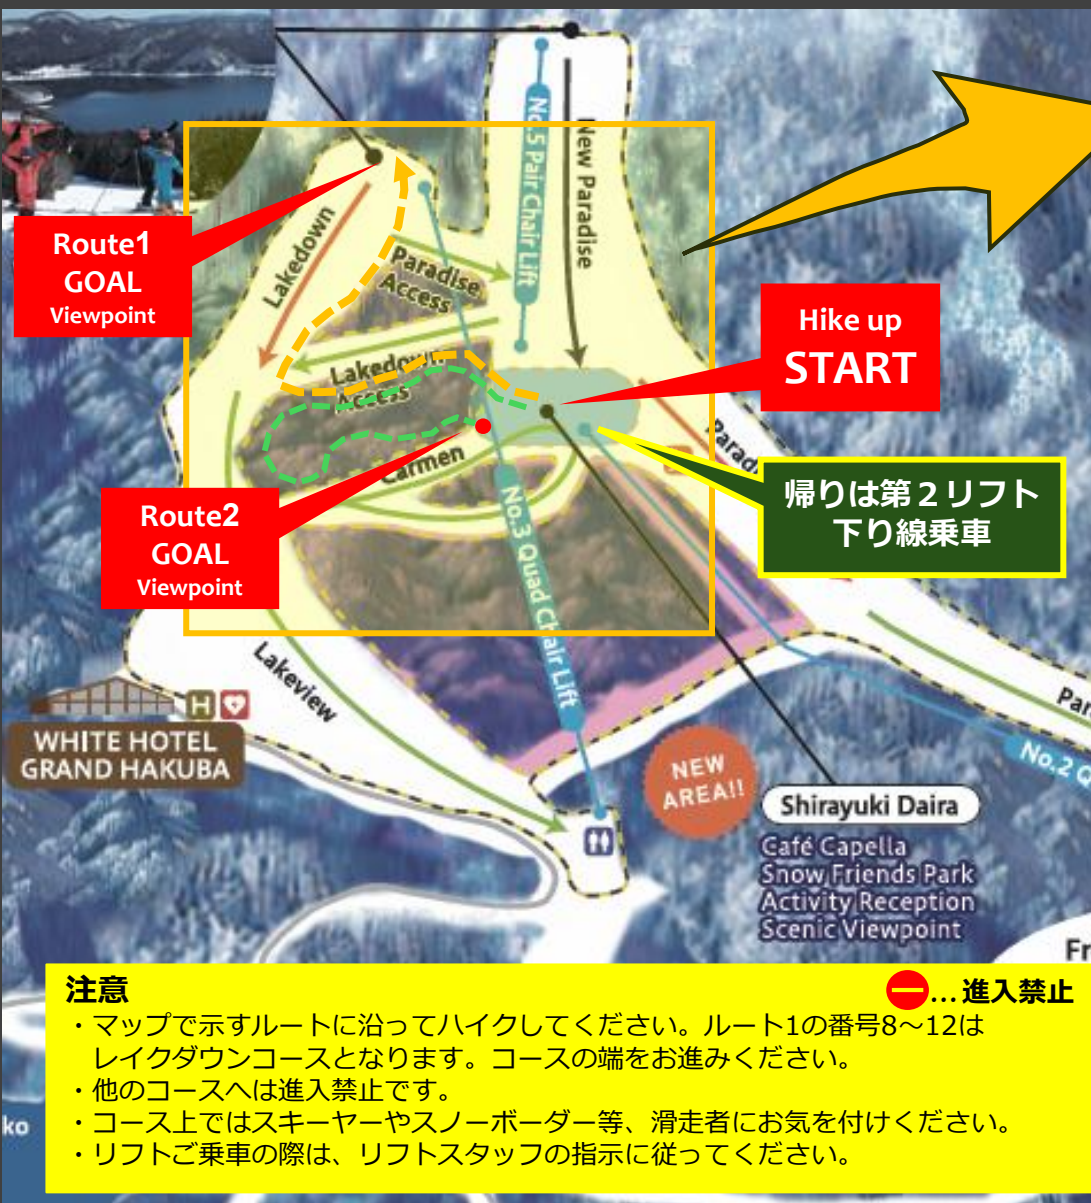 No.5 Pair Chair Lift
New Paradise
Route1
GOAL
Viewpoint
Lakedown
Paradise
Access
Hike up
START
Lakedown
Access
Carmen
帰りは第２リフト
下り線乗車
Route2
GOAL
Viewpoint
No.3 Quad Chair Lift
Lakeview
H
WHITE HOTEL
GRAND HAKUBA
NEW
AREA!!
No.2
Shirayuki Daira
Café Capella
Snow Friends Park
Activity Reception
Scenic Viewpoint
注意
…進入禁止
・マップで示すルートに沿ってハイクしてください。ルート1の番号8～12は
レイクダウンコースとなります。コースの端をお進みください。
・他のコースへは進入禁止です。
・コース上ではスキーヤーやスノーボーダー等、滑走者にお気を付けください。
・リフトご乗車の際は、リフトスタッフの指示に従ってください。